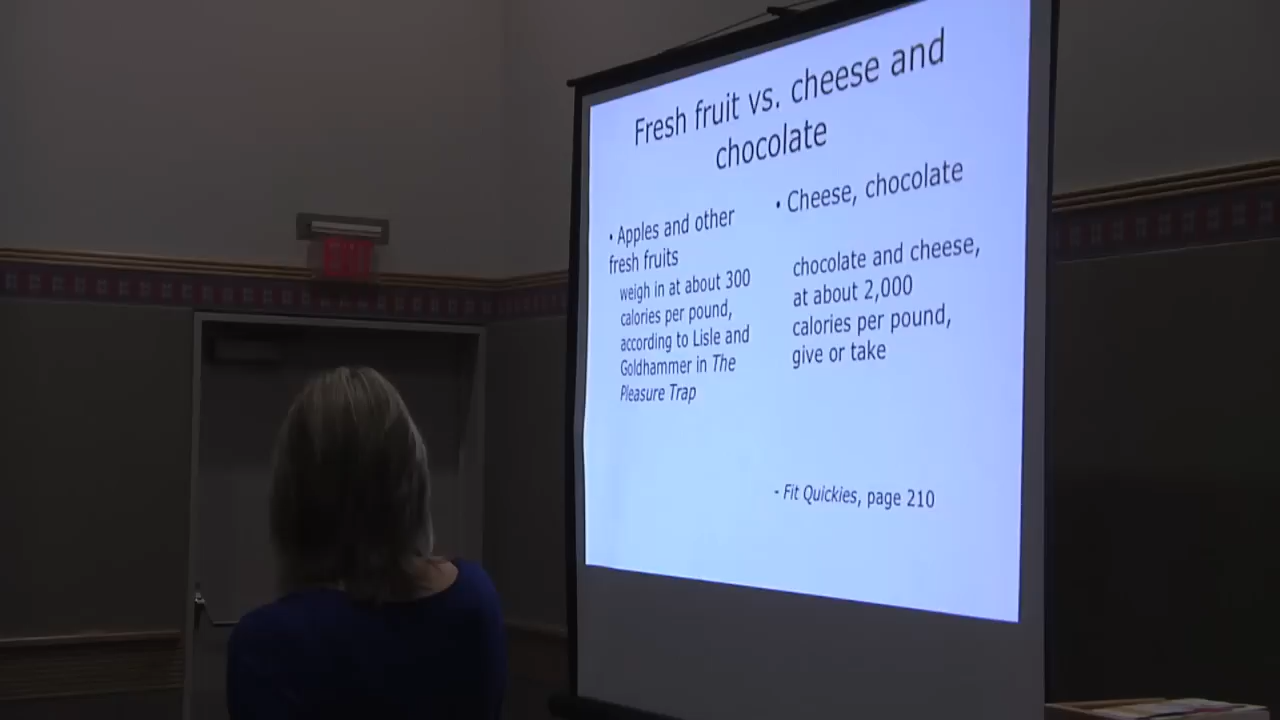 Fresh fruit vs. cheese and
chocolate
• Apples and other
fresh fruits
weigh in at about 300
calories per pound,
according to Lisle and
Goldhammer in The
Pleasure Trap
• Cheese, chocolate
chocolate and cheese,
at about 2,000
calories per pound,
give or take
- Fit Quickies, page 210